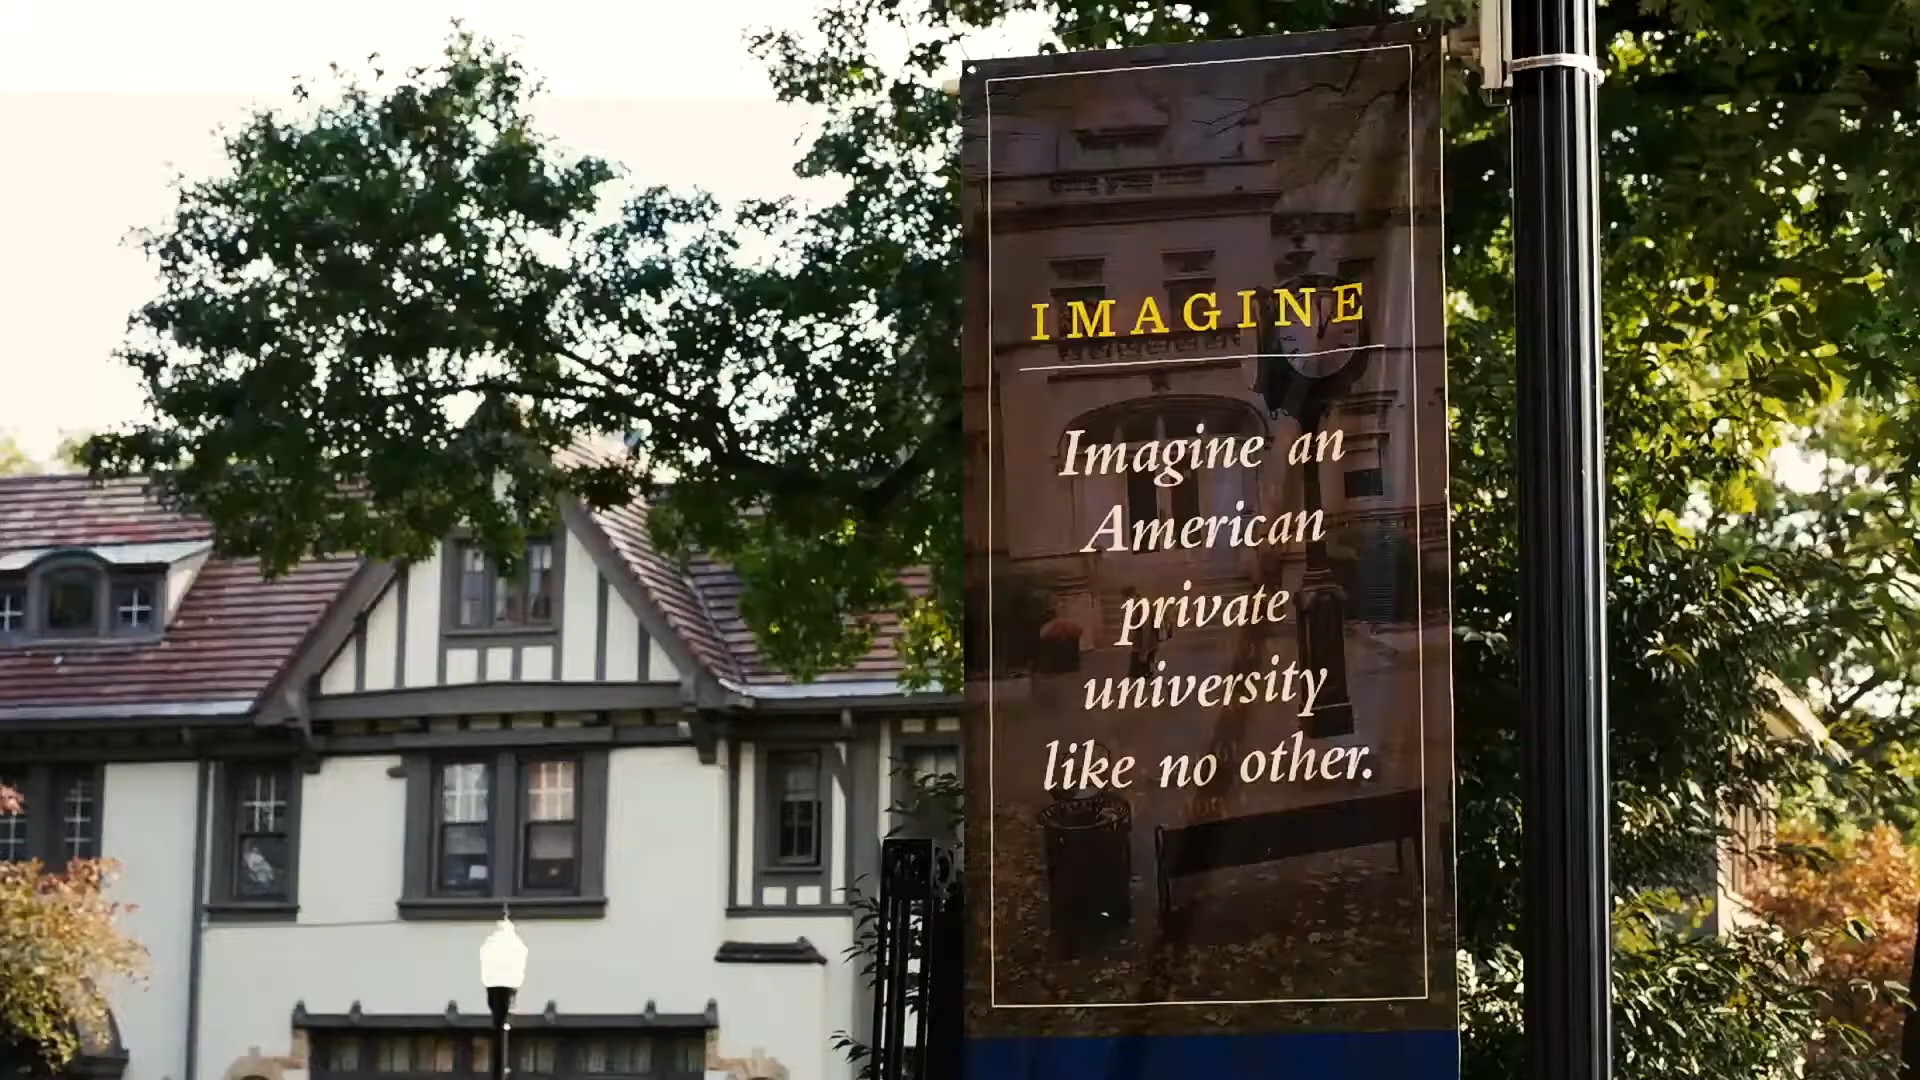 IMAGINE
Imagine an
American
private
university
like no other.